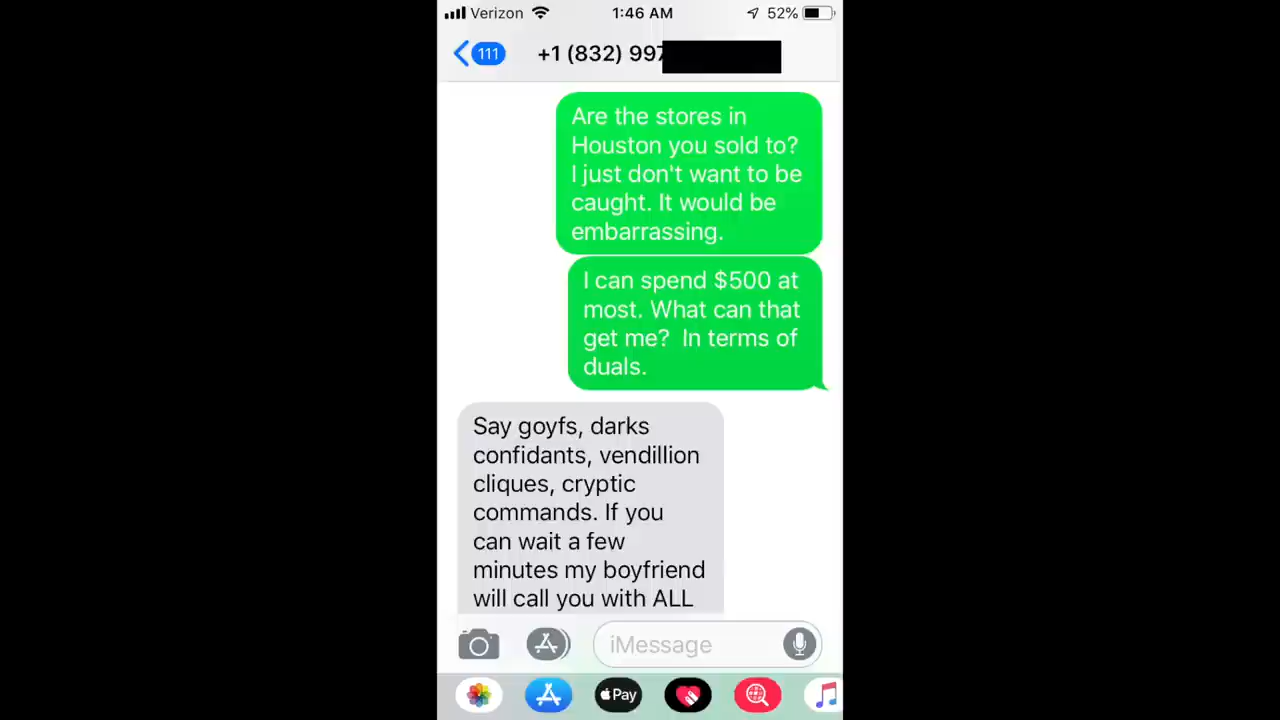 Verizon 1:46 AM 52%
111 +1 (832) 997
Are the stores in
Houston you sold to?
I just don't want to be
caught. It would be
embarrassing.
I can spend $500 at
most. What can that
get me?  In terms of
duals.
Say goyfs, darks
confidants, vendillion
cliques, cryptic
commands. If you
can wait a few
minutes my boyfriend
will call you with ALL
iMessage
Pay